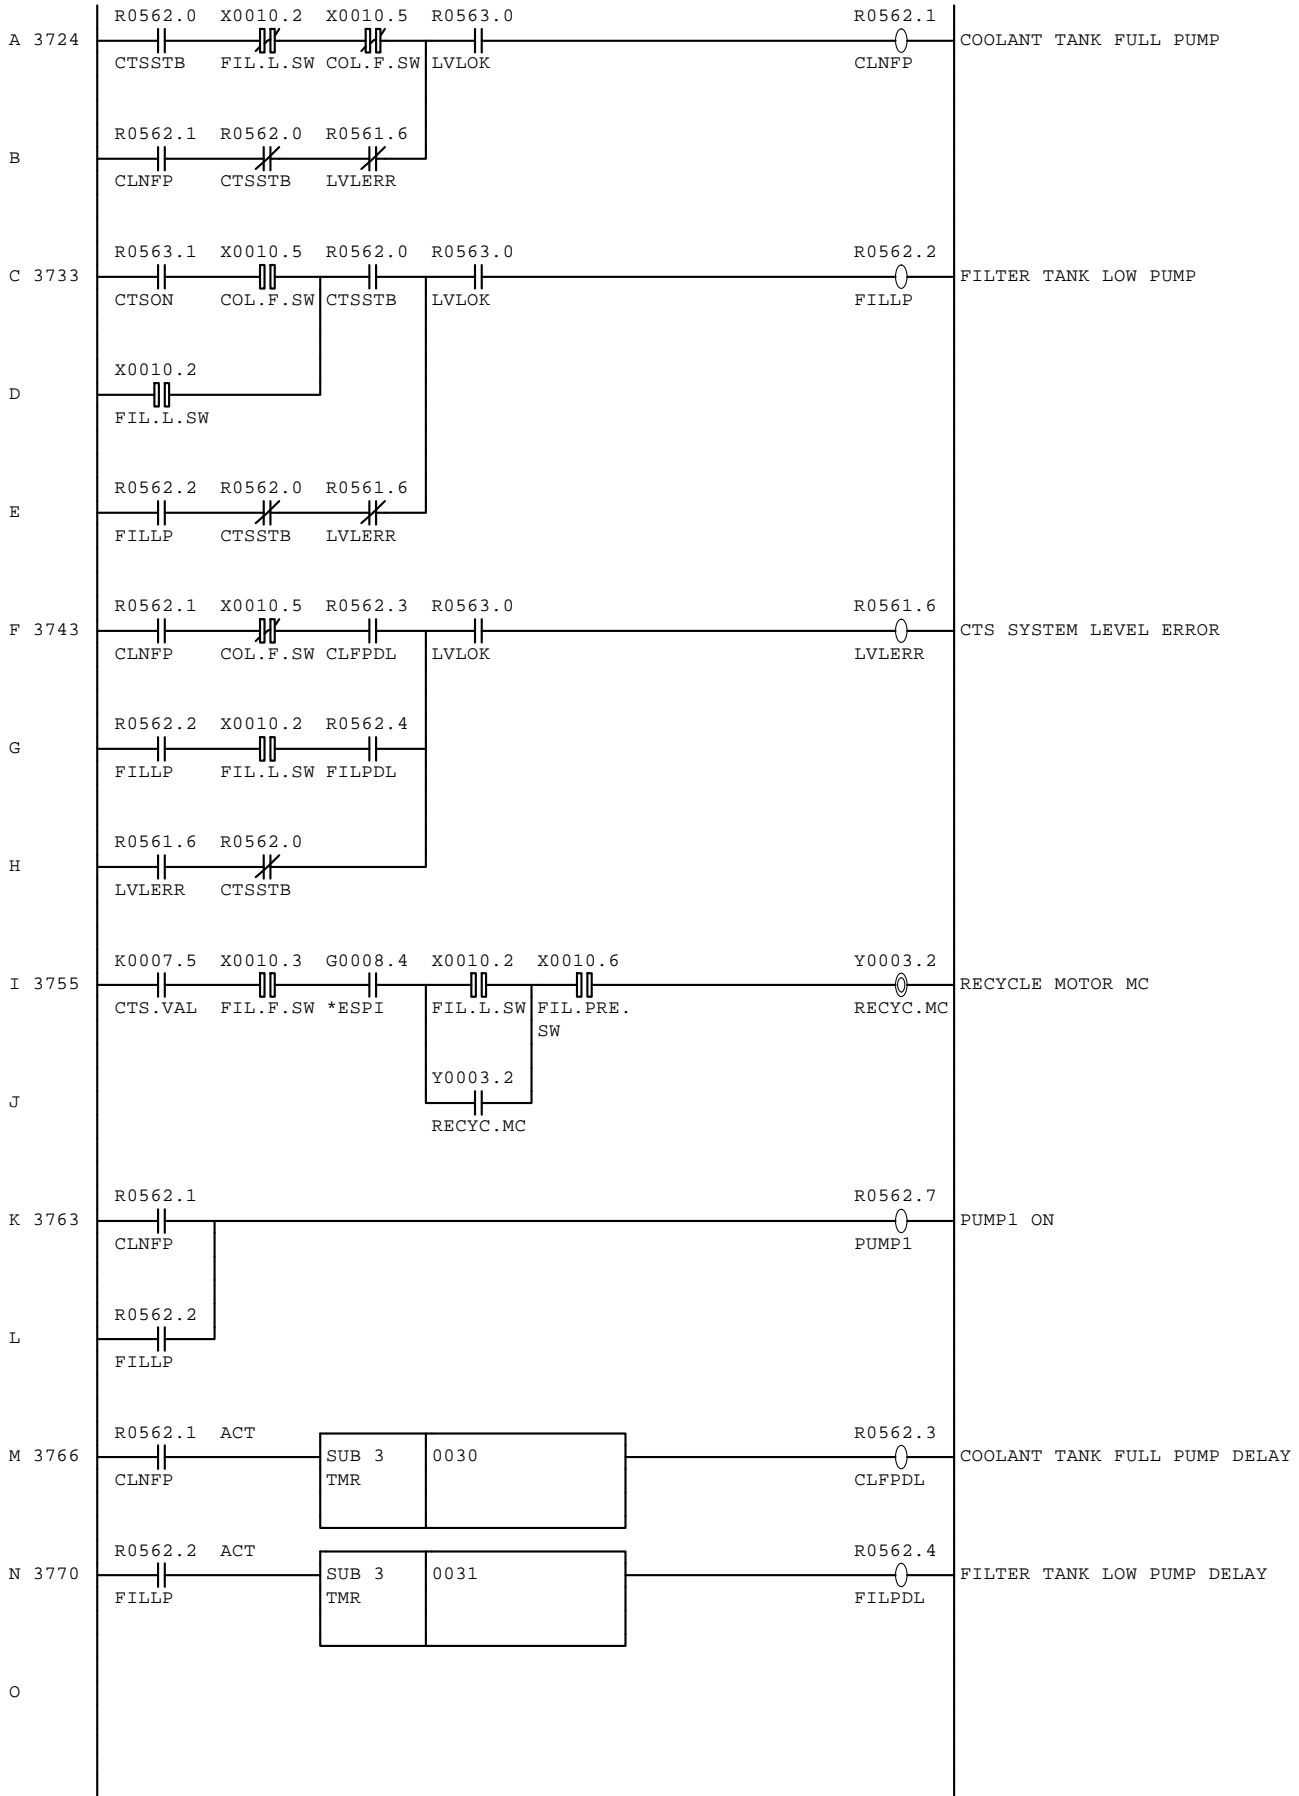 R0562.0 X0010.2 X0010.5 R0563.0 R0562.1
A 3724 COOLANT TANK FULL PUMP
CTSSTB FIL.L.SW COL.F.SW LVLOK CLNFP
R0562.1 R0562.0 R0561.6
B
CLNFP CTSSTB LVLERR
R0563.1 X0010.5 R0562.0 R0563.0 R0562.2
C 3733 FILTER TANK LOW PUMP
CTSON COL.F.SW CTSSTB LVLOK FILLP
X0010.2
D
FIL.L.SW
R0562.2 R0562.0 R0561.6
E
FILLP CTSSTB LVLERR
R0562.1 X0010.5 R0562.3 R0563.0 R0561.6
F 3743 CTS SYSTEM LEVEL ERROR
CLNFP COL.F.SW CLFPDL LVLOK LVLERR
R0562.2 X0010.2 R0562.4
G
FILLP FIL.L.SW FILPDL
R0561.6 R0562.0
H
LVLERR CTSSTB
K0007.5 X0010.3 G0008.4 X0010.2 X0010.6 Y0003.2
I 3755 RECYCLE MOTOR MC
CTS.VAL FIL.F.SW *ESPI FIL.L.SW FIL.PRE. RECYC.MC
SW
Y0003.2
J
RECYC.MC
R0562.1 R0562.7
K 3763 PUMP1 ON
CLNFP PUMP1
R0562.2
L
FILLP
R0562.1 ACT R0562.3
M 3766 SUB 3 0030 COOLANT TANK FULL PUMP DELAY
CLNFP TMR CLFPDL
R0562.2 ACT R0562.4
N 3770 SUB 3 0031 FILTER TANK LOW PUMP DELAY
FILLP TMR FILPDL
O